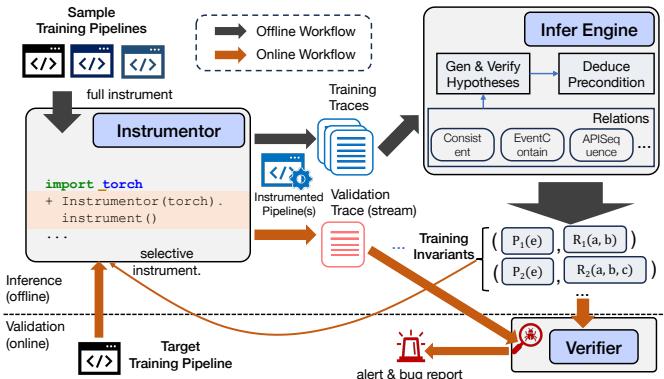 Sample
Training Pipelines
</>
</>
</>
full instrument
Offline Workflow
Online Workflow
Infer Engine
Gen & Verify
Hypotheses
Deduce
Precondition
Relations
Consist
ent
EventC
ontain
APISeq
uence
...
Instrumentor
import torch
+ Instrumentor(torch).
instrument()
...
Training
Traces
</>
Instrumented
Pipeline(s)
Validation
Trace (stream)
...
Training
Invariants
( P₁(e) , R₁(a, b) )
( P₂(e) , R₂(a, b, c) )
...
selective
instrument.
Inference
(offline)
Validation
(online)
</>
Target
Training Pipeline
alert & bug report
Verifier